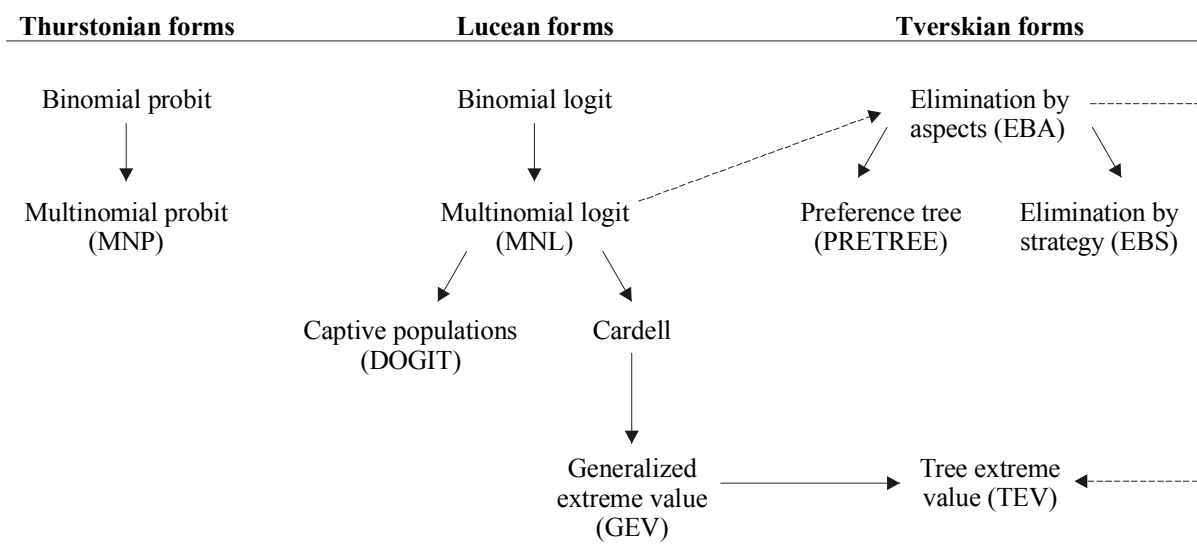 Thurstonian forms
Lucean forms
Tverskian forms
Binomial probit
Binomial logit
Elimination by
aspects (EBA)
Multinomial probit
(MNP)
Multinomial logit
(MNL)
Preference tree
(PRETREE)
Elimination by
strategy (EBS)
Captive populations
(DOGIT)
Cardell
Generalized
extreme value
(GEV)
Tree extreme
value (TEV)